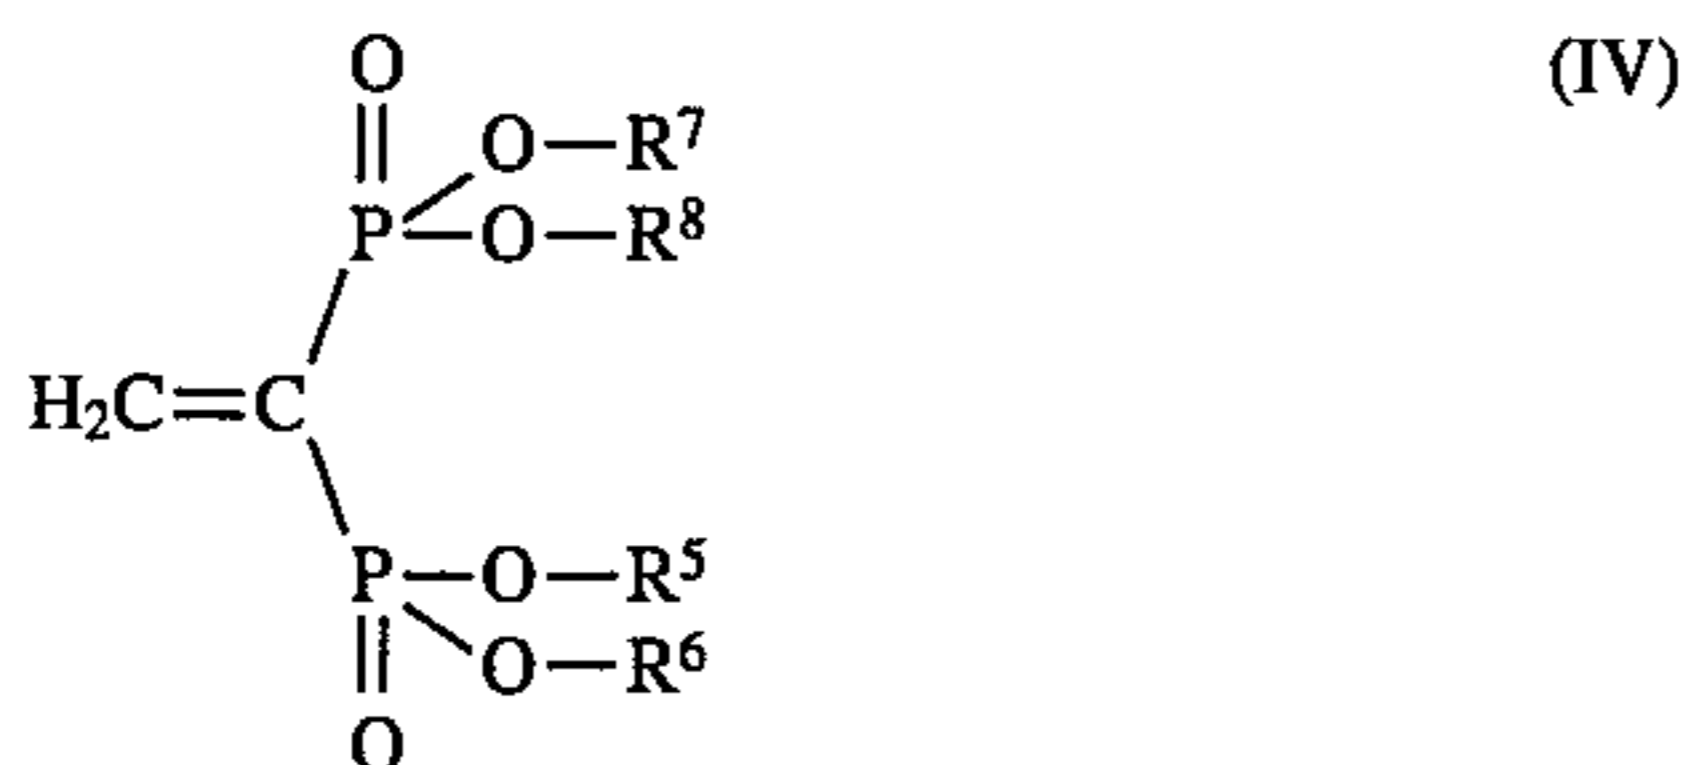 O (IV)
O—R⁷
P—O—R⁸
H₂C=C
P—O—R⁵
O—R⁶
O